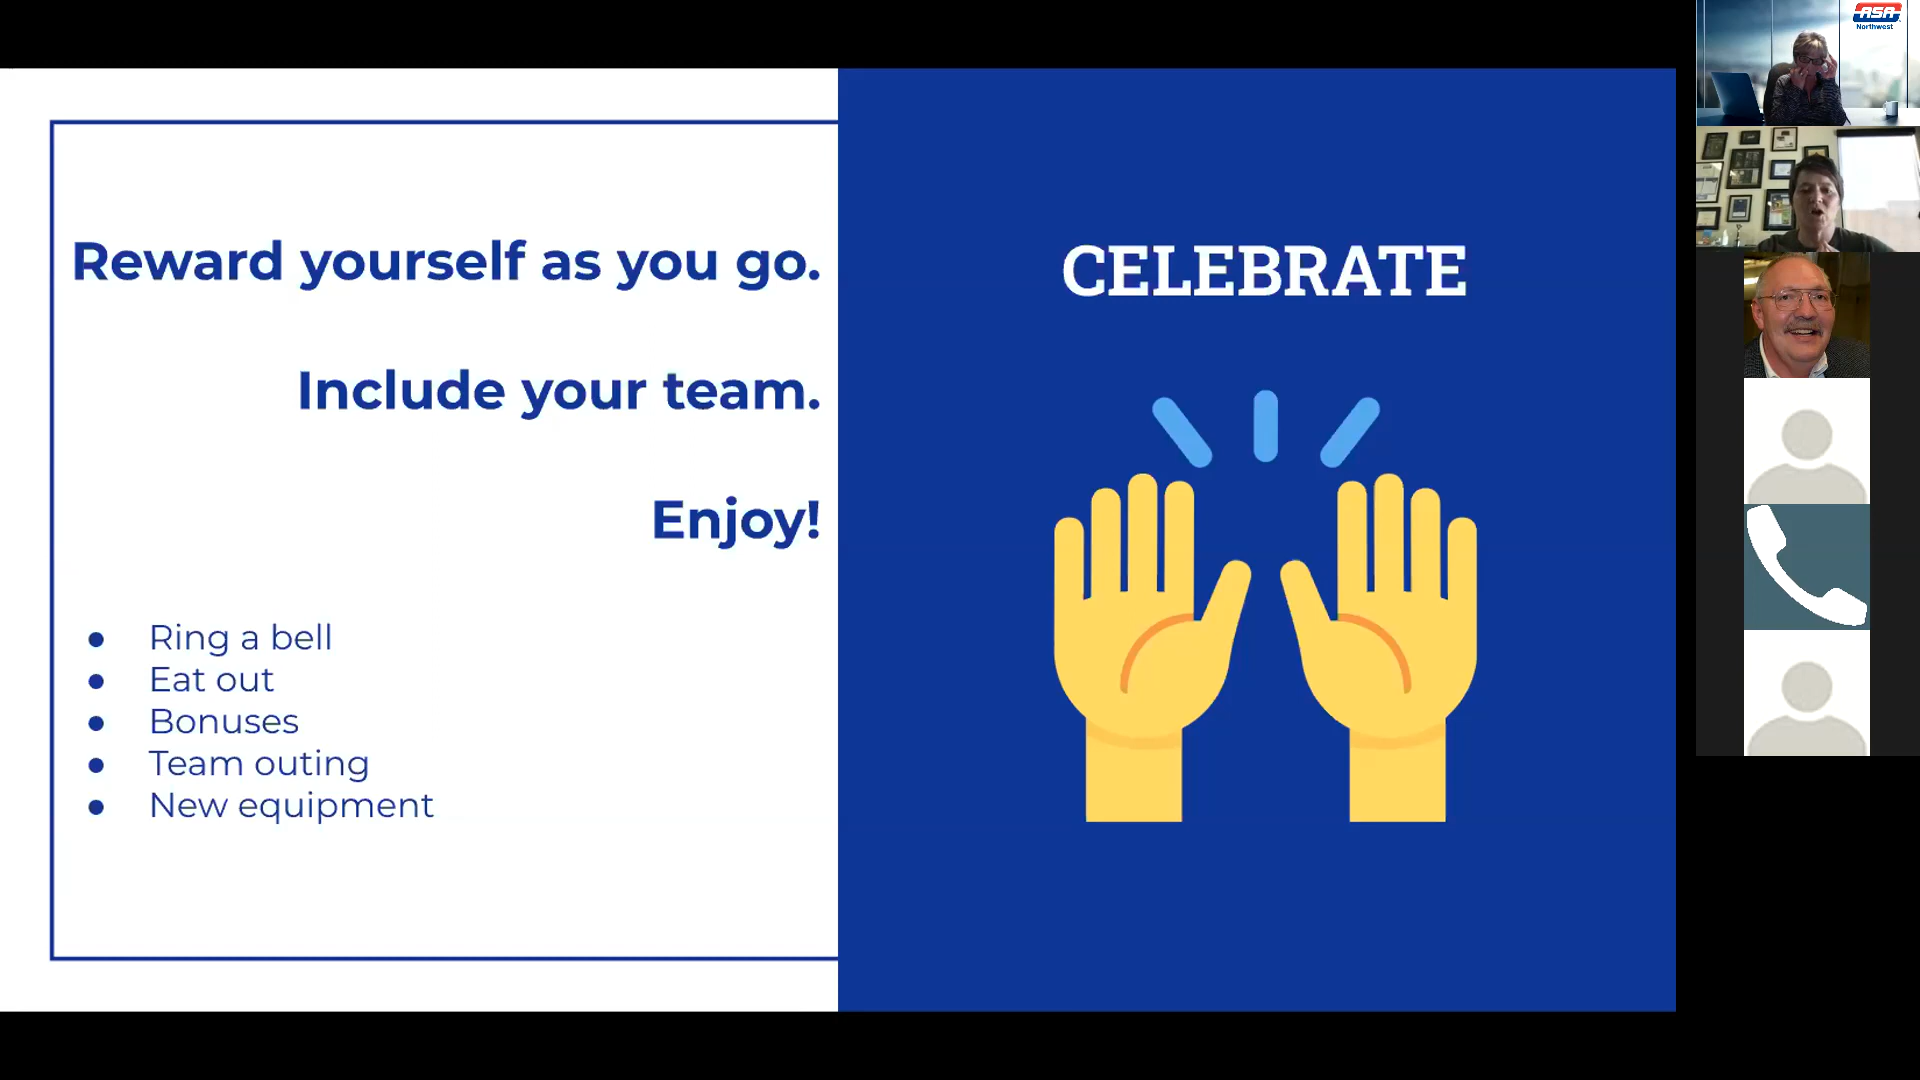 Reward yourself as you go.
Include your team.
Enjoy!
● Ring a bell
● Eat out
● Bonuses
● Team outing
● New equipment
CELEBRATE
ASA
Northwest